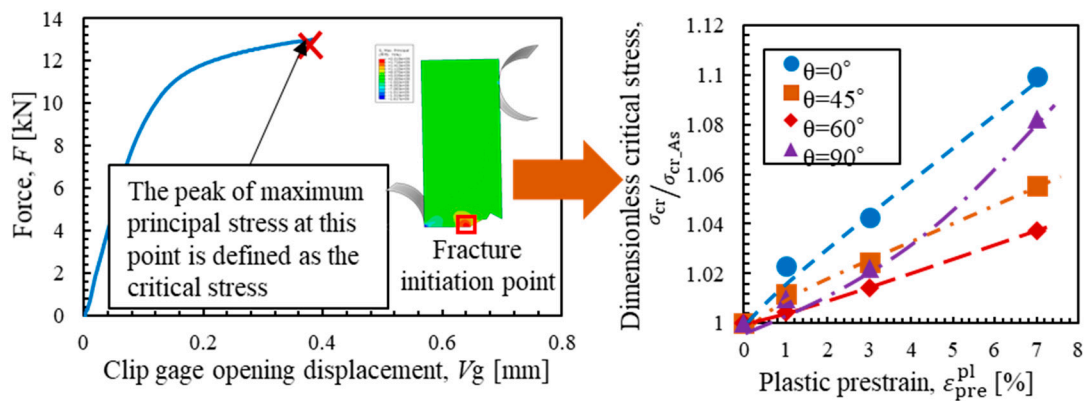 14
12
10
8
6
4
2
0
Force, F [kN]
0
0.2
0.4
0.6
0.8
Clip gage opening displacement, Vg [mm]
The peak of maximum
principal stress at this
point is defined as the
critical stress
Fracture
initiation point
Dimensionless critical stress,
σcr/σcr_As
1.12
1.1
1.08
1.06
1.04
1.02
1
θ=0°
θ=45°
θ=60°
θ=90°
0
1
2
3
4
5
6
7
8
Plastic prestrain, ε^pl_pre [%]